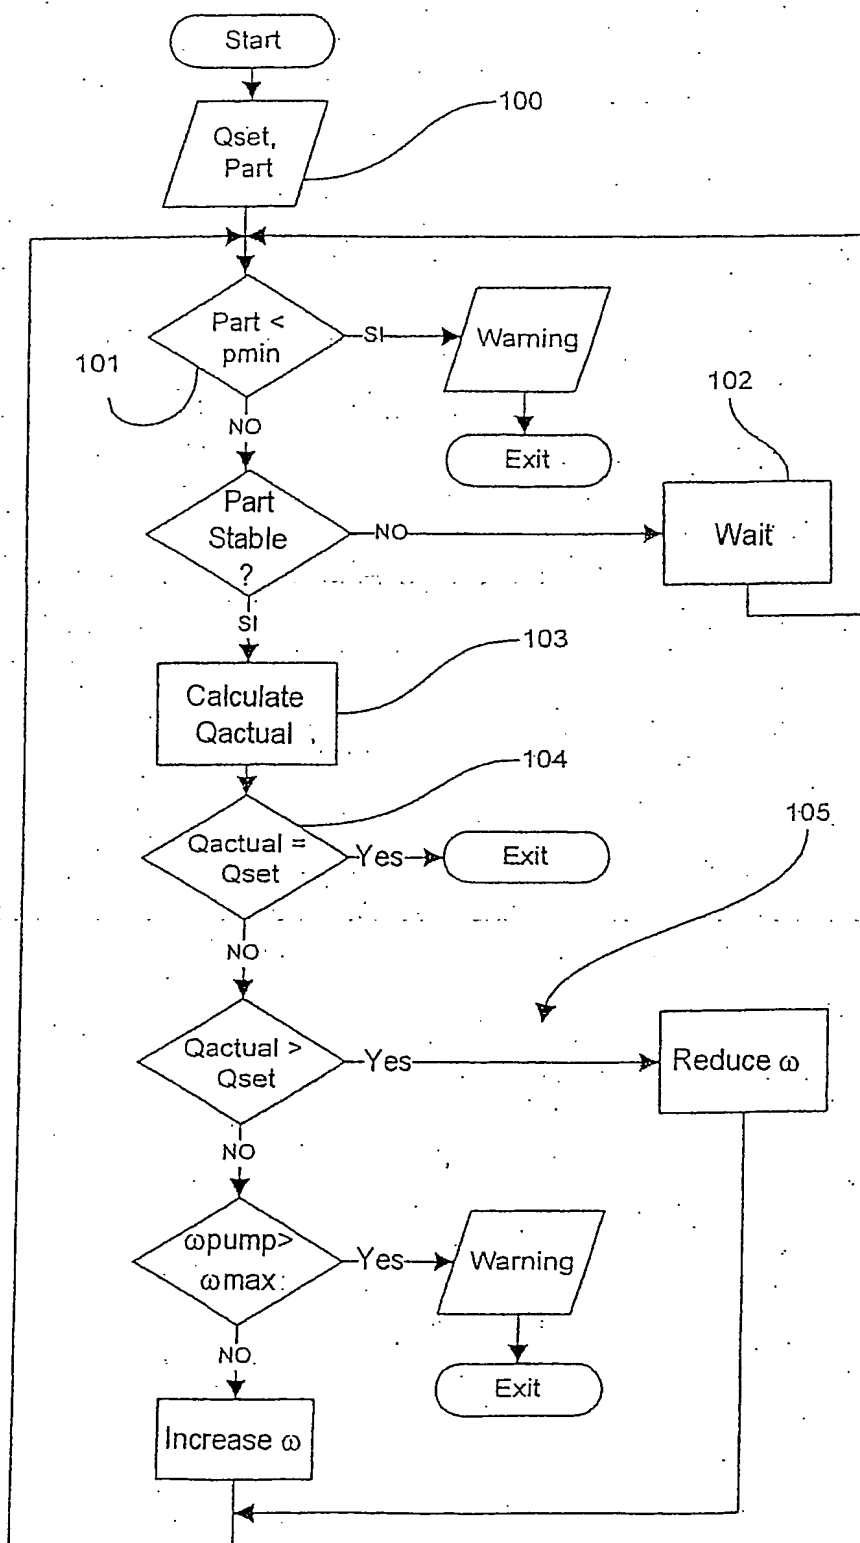 Start
100
Qset,
Part
Part <
pmin
SI
Warning
101
NO
Exit
102
Part
Stable
?
NO
Wait
SI
103
Calculate
Qactual
104
Qactual =
Qset
Yes
Exit
105
NO
Qactual >
Qset
Yes
Reduce ω
NO
ωpump>
ωmax
Yes
Warning
NO
Exit
Increase ω